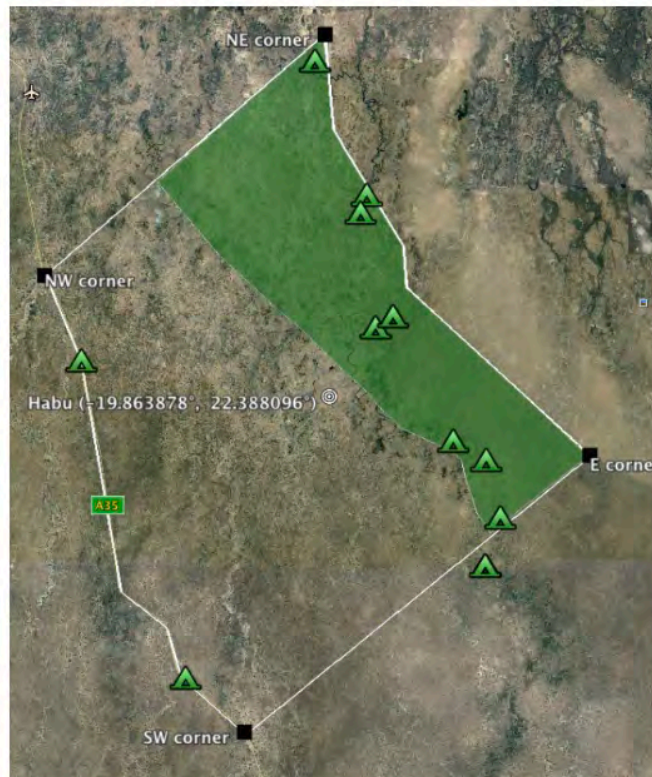 NE corner
NW corner
Habu (-19.863878°, 22.388096°)
E corne
A35
SW corner